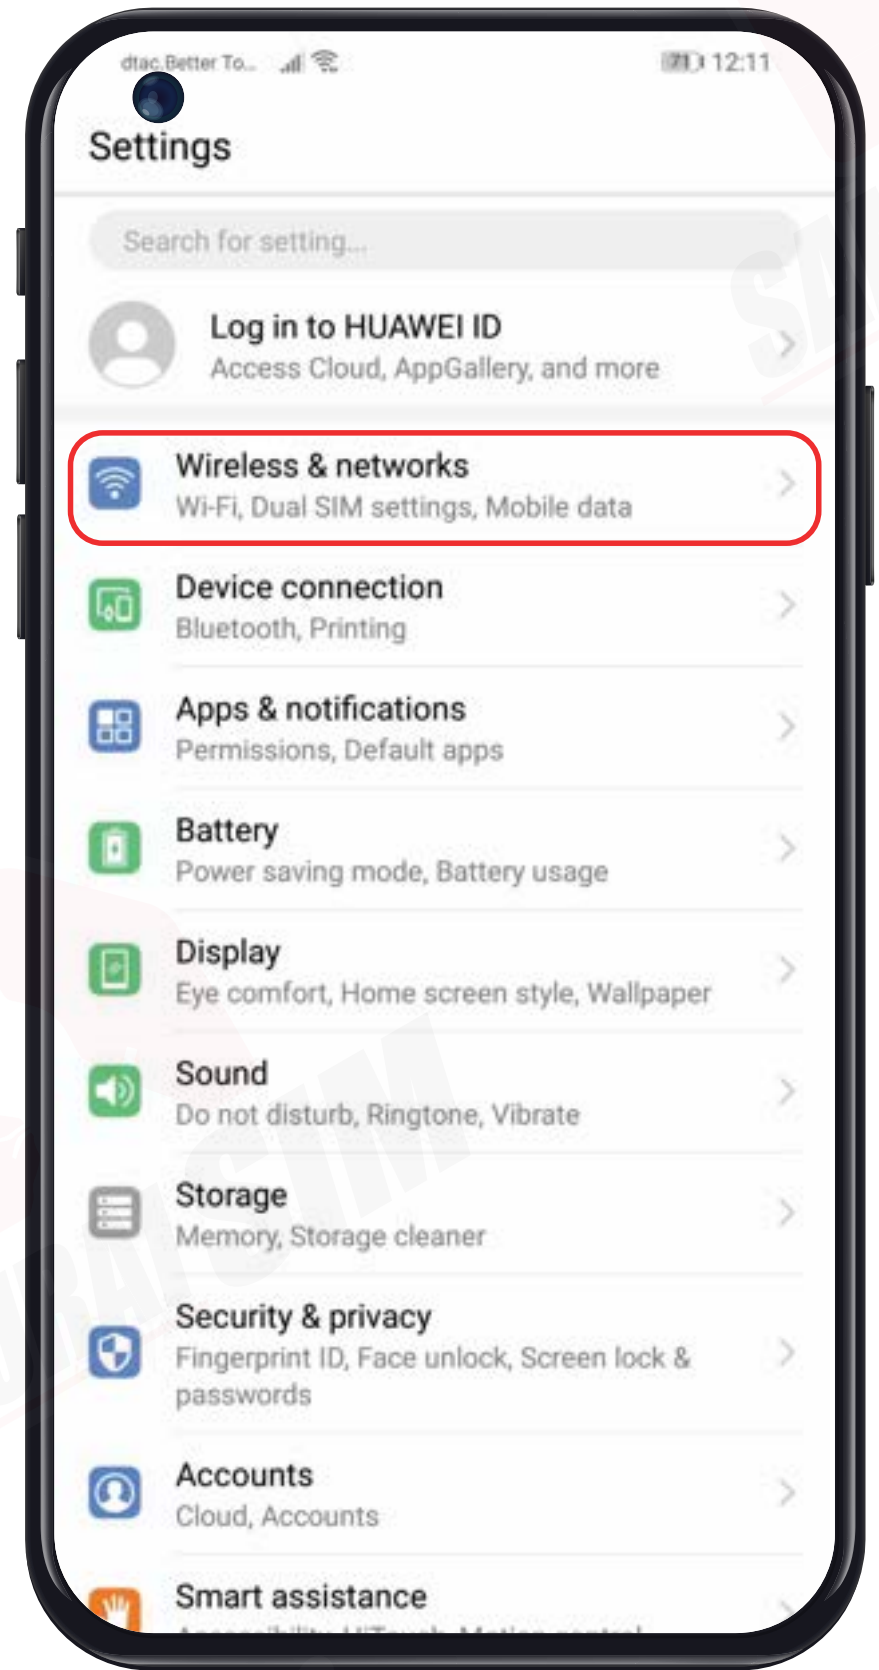 dtac.Better To...
71 12:11
Settings
Search for setting...
Log in to HUAWEI ID
Access Cloud, AppGallery, and more
Wireless & networks
Wi-Fi, Dual SIM settings, Mobile data
Device connection
Bluetooth, Printing
Apps & notifications
Permissions, Default apps
Battery
Power saving mode, Battery usage
Display
Eye comfort, Home screen style, Wallpaper
Sound
Do not disturb, Ringtone, Vibrate
Storage
Memory, Storage cleaner
Security & privacy
Fingerprint ID, Face unlock, Screen lock &
passwords
Accounts
Cloud, Accounts
Smart assistance
SIM